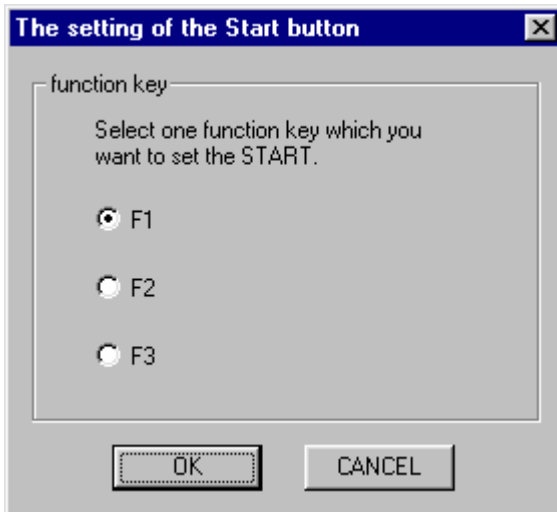 The setting of the Start button
function key
Select one function key which you
want to set the START.
F1
F2
F3
OK CANCEL